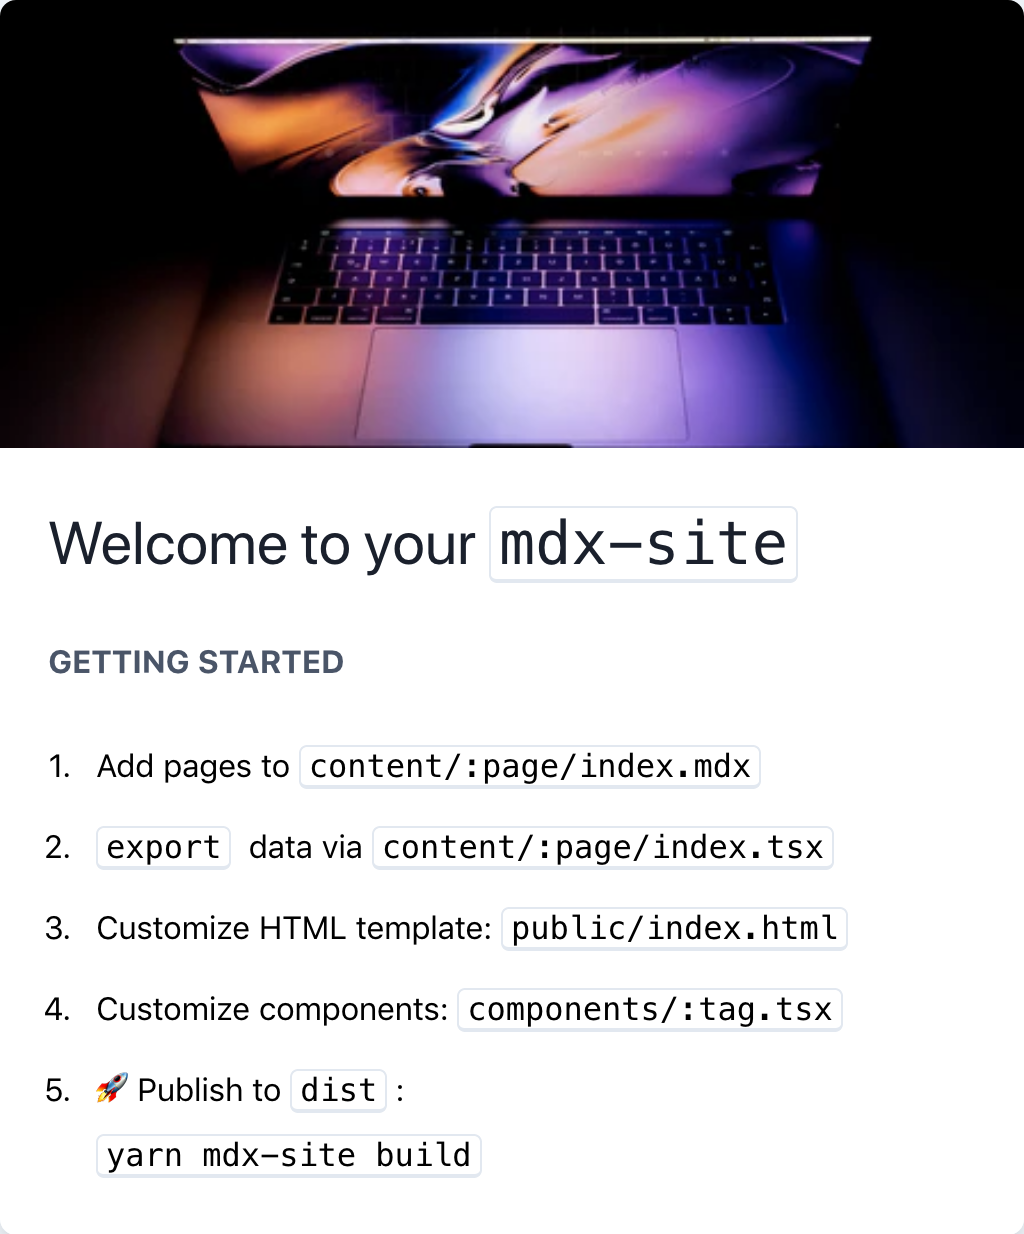 Welcome to your mdx-site
GETTING STARTED
1. Add pages to content/:page/index.mdx
2. export data via content/:page/index.tsx
3. Customize HTML template: public/index.html
4. Customize components: components/:tag.tsx
5. 🚀 Publish to dist :
yarn mdx-site build